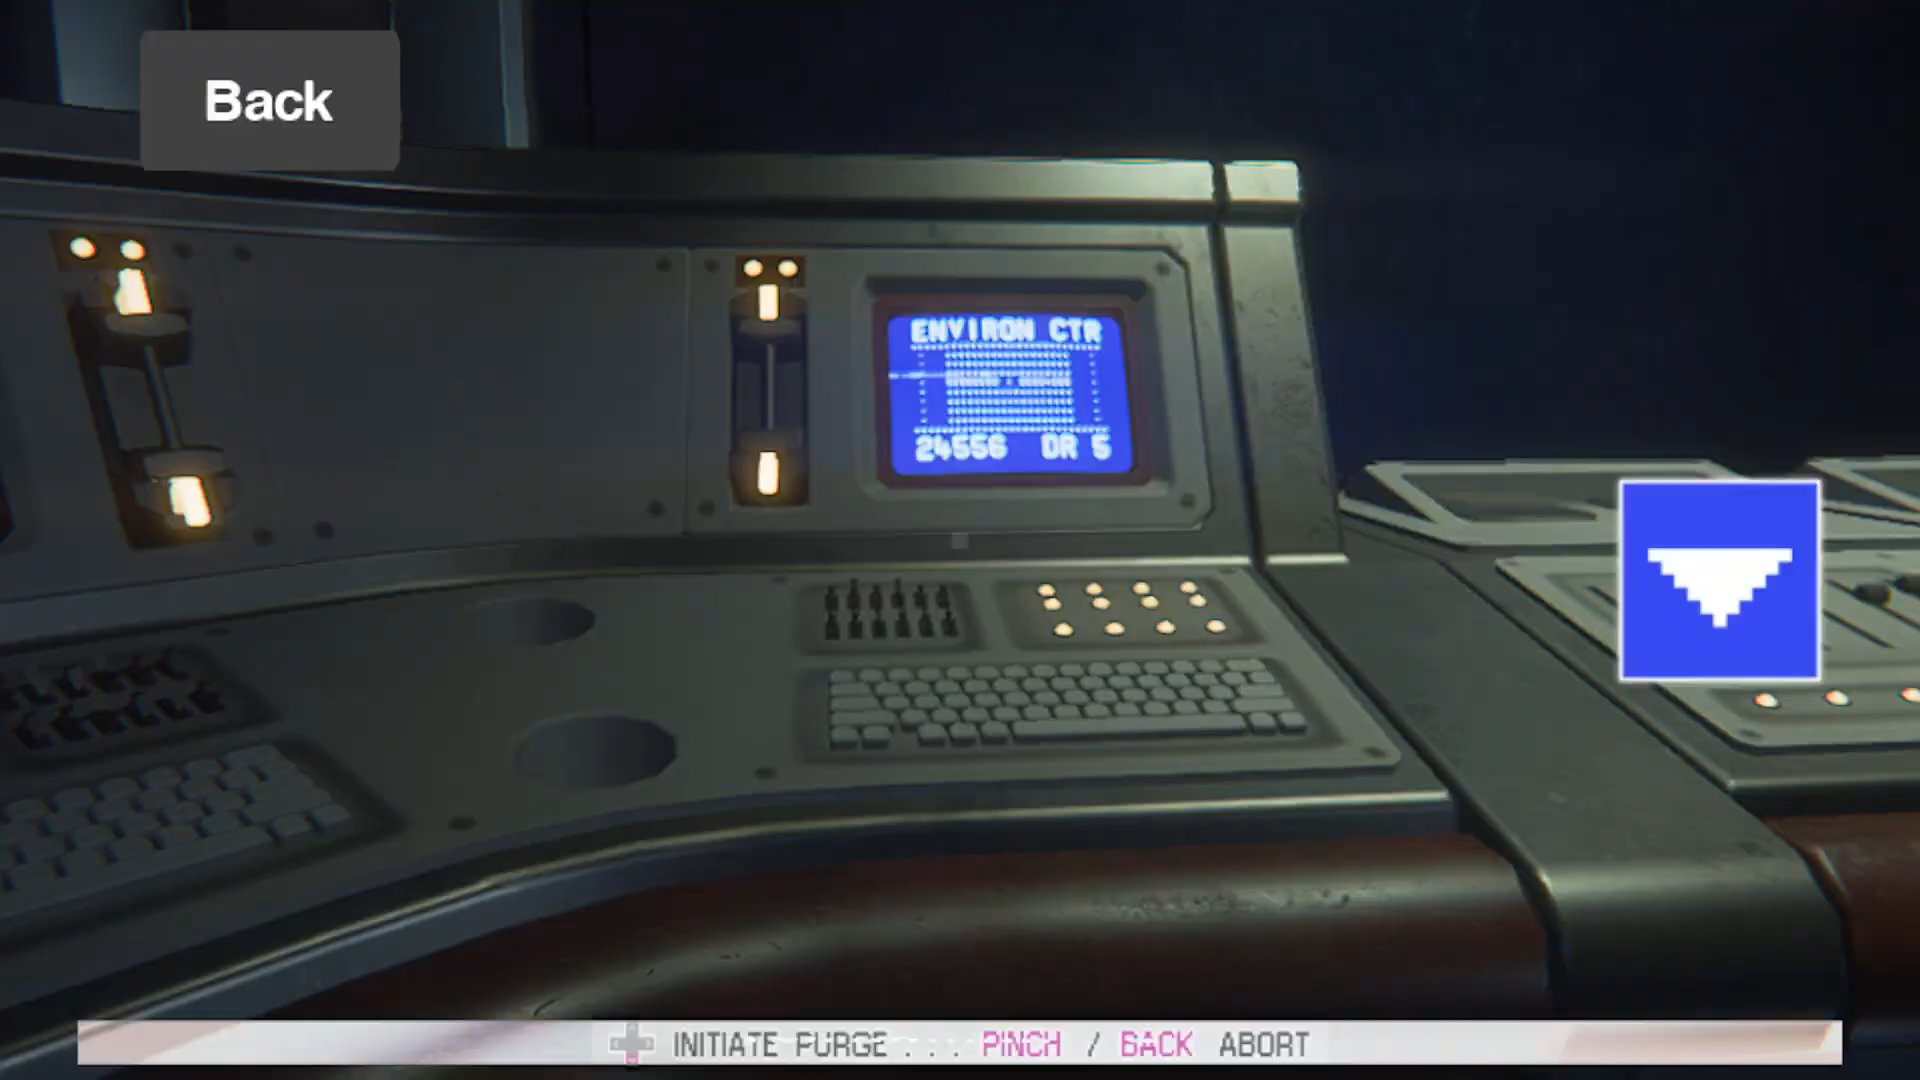 Back
ENVIRON CTR
24556 DR 5
INITIATE PURGE . . . PINCH / BACK ABORT